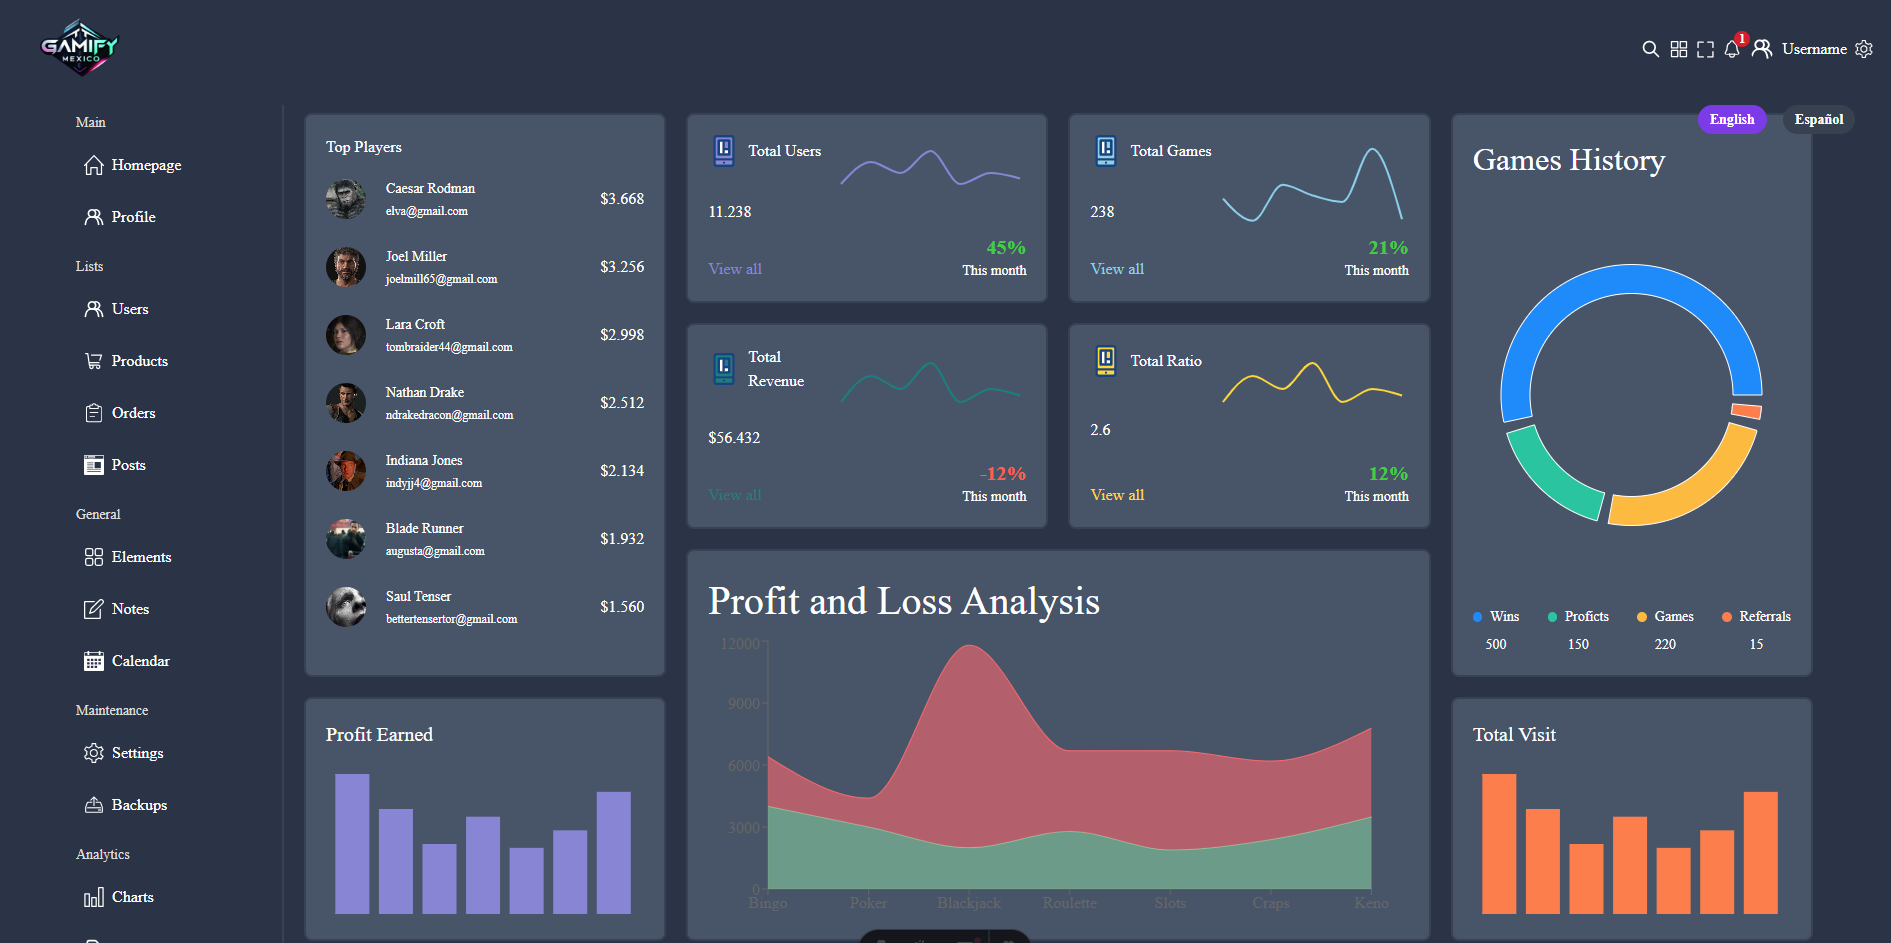 GAMIFY
MEXICO
1
Username
Main
Homepage
Profile
Lists
Users
Products
Orders
Posts
General
Elements
Notes
Calendar
Maintenance
Settings
Backups
Analytics
Charts
Top Players
Caesar Rodman
elva@gmail.com
$3.668
Joel Miller
joelmill65@gmail.com
$3.256
Lara Croft
tombraider44@gmail.com
$2.998
Nathan Drake
ndrakedracon@gmail.com
$2.512
Indiana Jones
indyjj4@gmail.com
$2.134
Blade Runner
augusta@gmail.com
$1.932
Saul Tenser
bettertensertor@gmail.com
$1.560
Profit Earned
Total Users
11.238
45%
View all
This month
Total Games
238
21%
View all
This month
Total
Revenue
$56.432
-12%
View all
This month
Total Ratio
2.6
12%
View all
This month
Profit and Loss Analysis
12000
9000
6000
3000
0
Bingo Poker Blackjack Roulette Slots Craps Keno
English Español
Games History
Wins Proficts Games Referrals
500 150 220 15
Total Visit